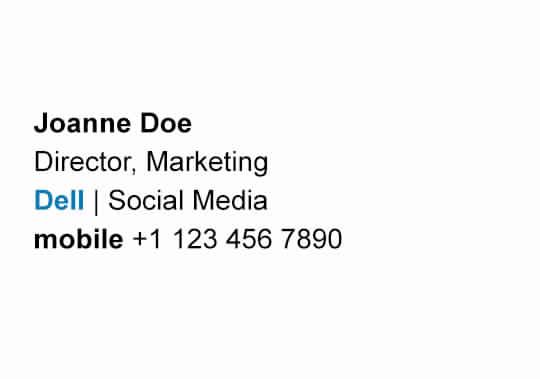 Joanne Doe
Director, Marketing
Dell | Social Media
mobile +1 123 456 7890